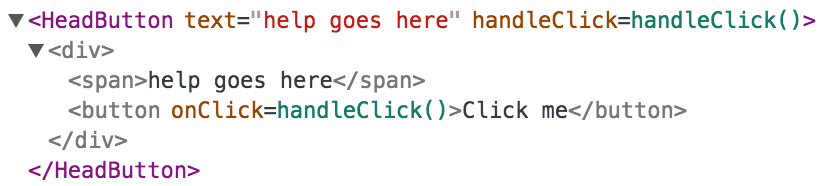 ▼<HeadButton text="help goes here" handleClick=handleClick()>
▼<div>
<span>help goes here</span>
<button onClick=handleClick()>Click me</button>
</div>
</HeadButton>